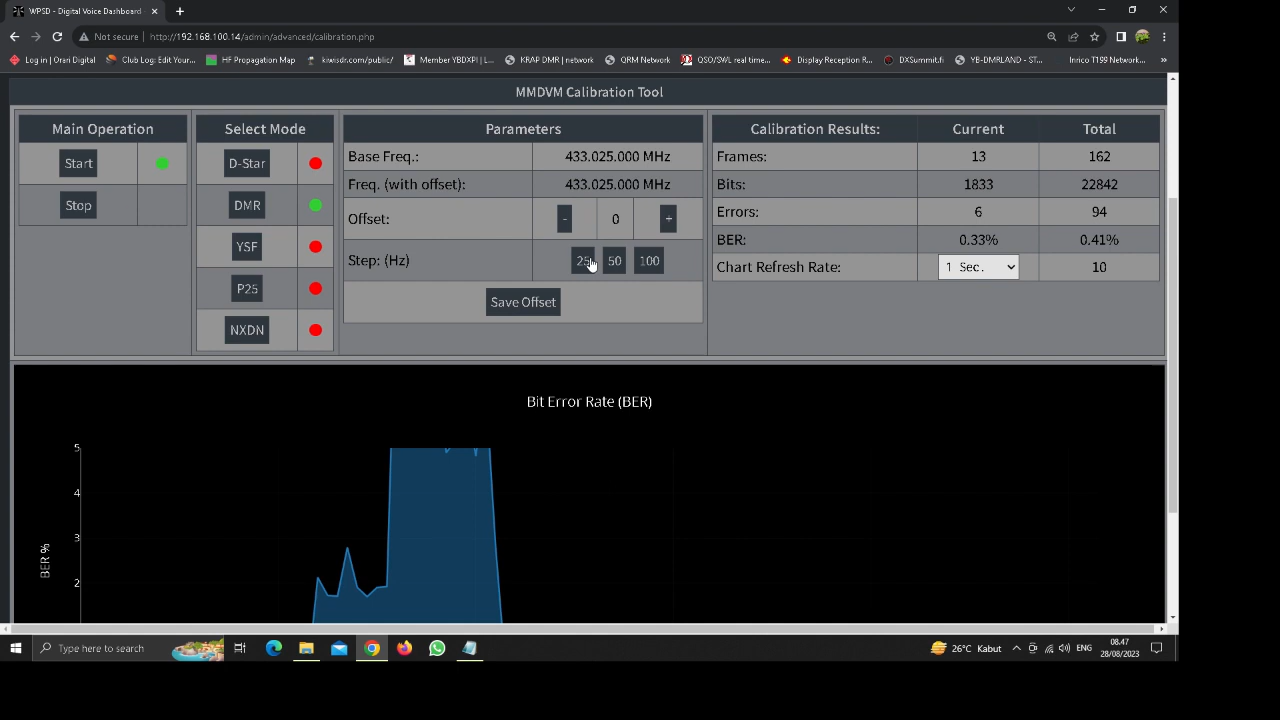 WPSD - Digital Voice Dashboard
Not secure
http://192.168.100.14/admin/advanced/calibration.php
Log in | Oran Digital
Club Log: Edit Your...
HF Propagation Map
kiwisdr.com/public/
Member YBDXPI | L...
KRAP DMR | network
QRM Network
QSO/SWL real time...
Display Reception R...
DXSummit.fi
YB-DMRLAND - ST...
Inrico T199 Network...
MMDVM Calibration Tool
Main Operation
Start
Stop
Select Mode
D-Star
DMR
YSF
P25
NXDN
Parameters
Base Freq.: 433.025.000 MHz
Freq. (with offset): 433.025.000 MHz
Offset: - 0 +
Step: (Hz) 25 50 100
Save Offset
Calibration Results: Current Total
Frames: 13 162
Bits: 1833 22842
Errors: 6 94
BER: 0.33% 0.41%
Chart Refresh Rate: 1 Sec. 10
Bit Error Rate (BER)
5
4
3
2
BER %
Type here to search
26°C Kabut
ENG
08.47
28/08/2023